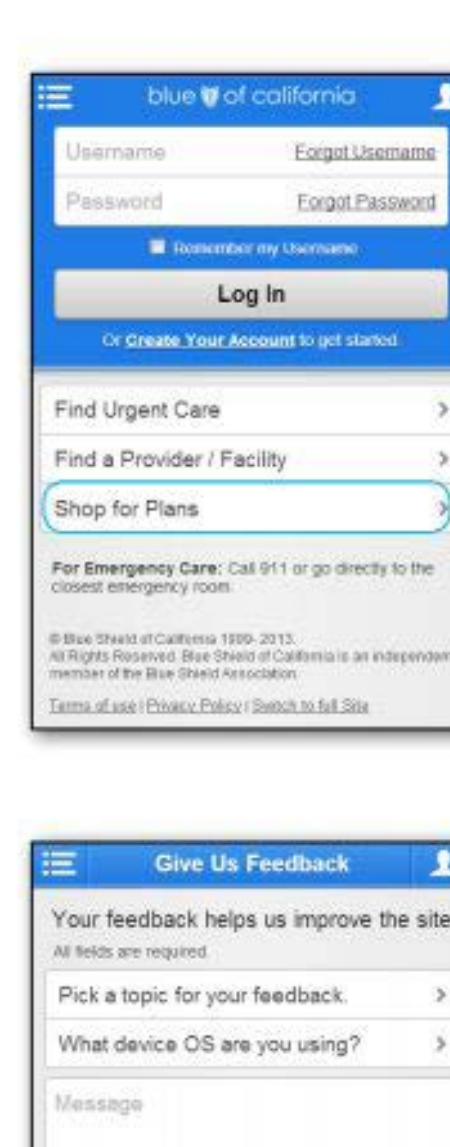 blue of california
Username Forgot Username
Password Forgot Password
Remember my Username
Log In
Or Create Your Account to get started.
Find Urgent Care
Find a Provider / Facility
Shop for Plans
For Emergency Care: Call 911 or go directly to the
closest emergency room.
© Blue Shield of California 1999-2013.
All Rights Reserved. Blue Shield of California is an independent
member of the Blue Shield Association.
Terms of use | Privacy Policy | Switch to full Site
Give Us Feedback
Your feedback helps us improve the site
All fields are required.
Pick a topic for your feedback.
What device OS are you using?
Message